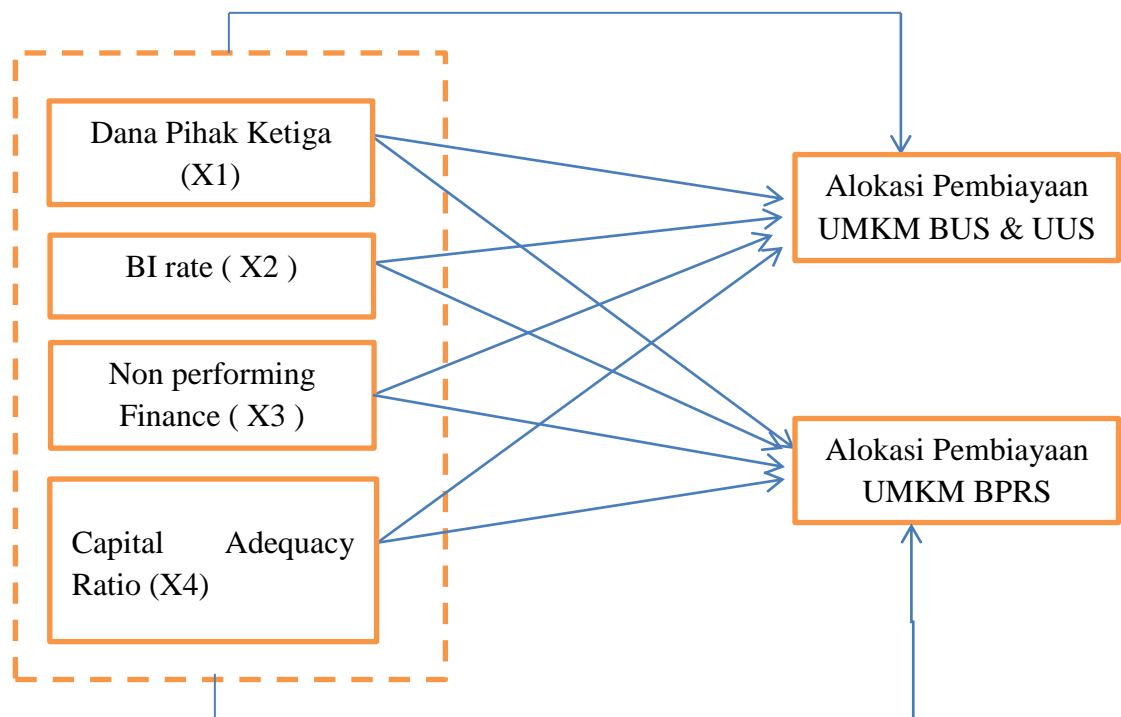 Dana Pihak Ketiga
(X1)
BI rate ( X2 )
Non performing
Finance ( X3 )
Capital Adequacy
Ratio (X4)
Alokasi Pembiayaan
UMKM BUS & UUS
Alokasi Pembiayaan
UMKM BPRS